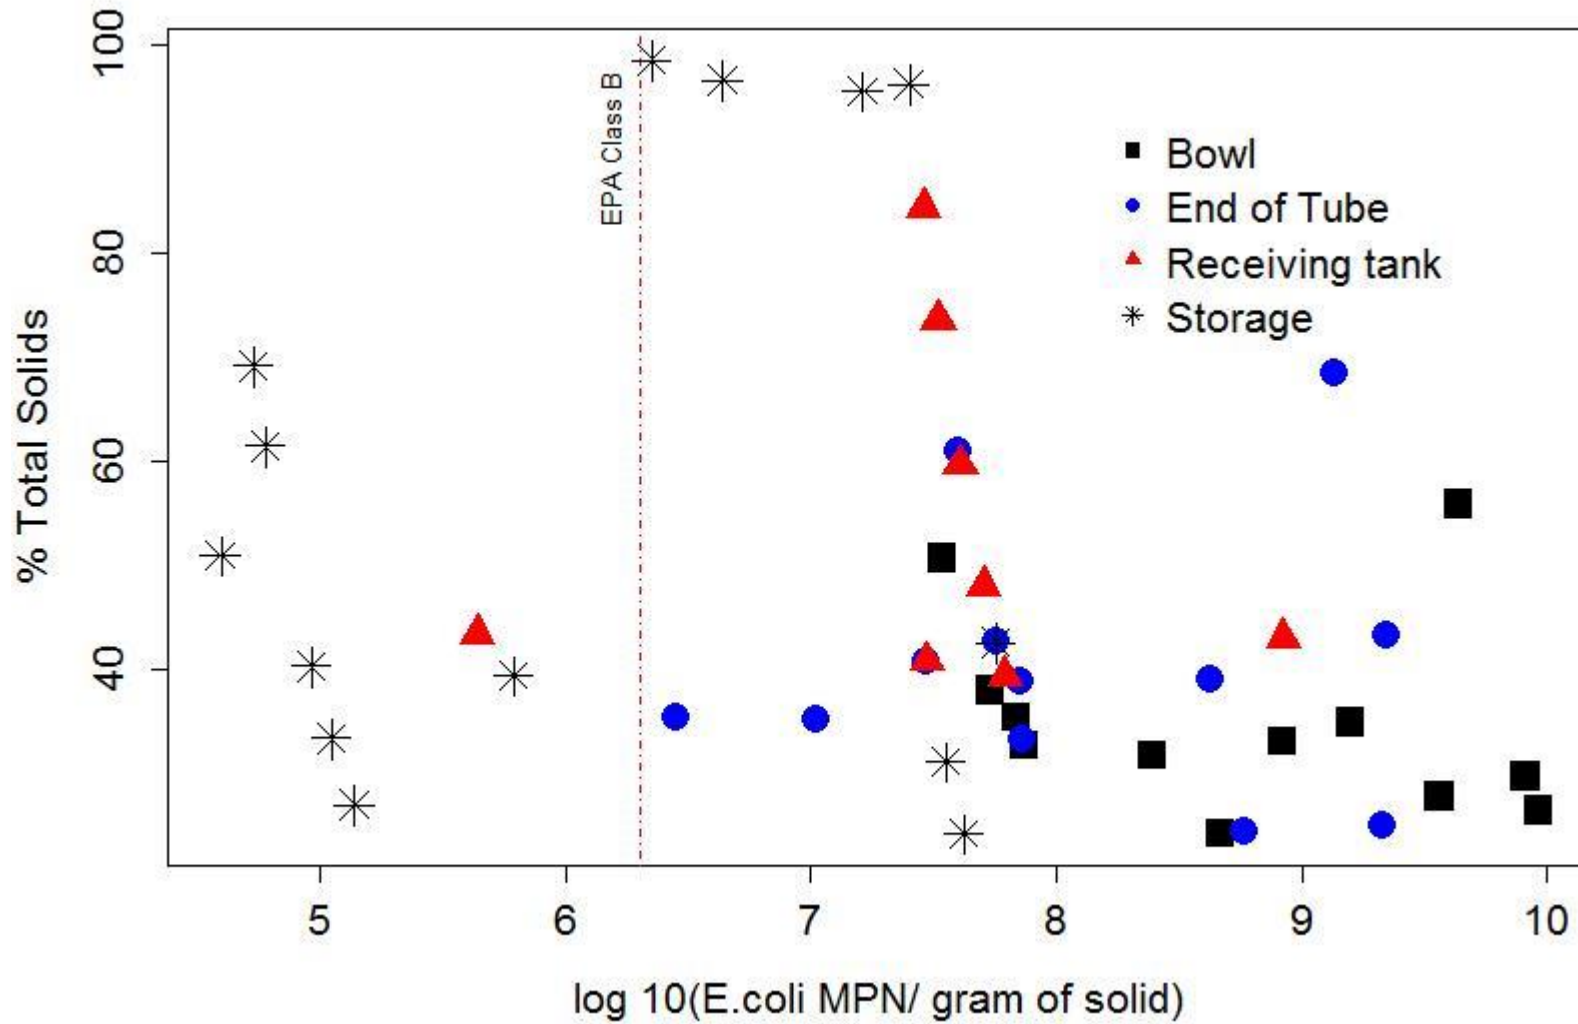 100
80
60
40
% Total Solids
EPA Class B
Bowl
End of Tube
Receiving tank
Storage
5 6 7 8 9 10
log 10(E.coli MPN/ gram of solid)